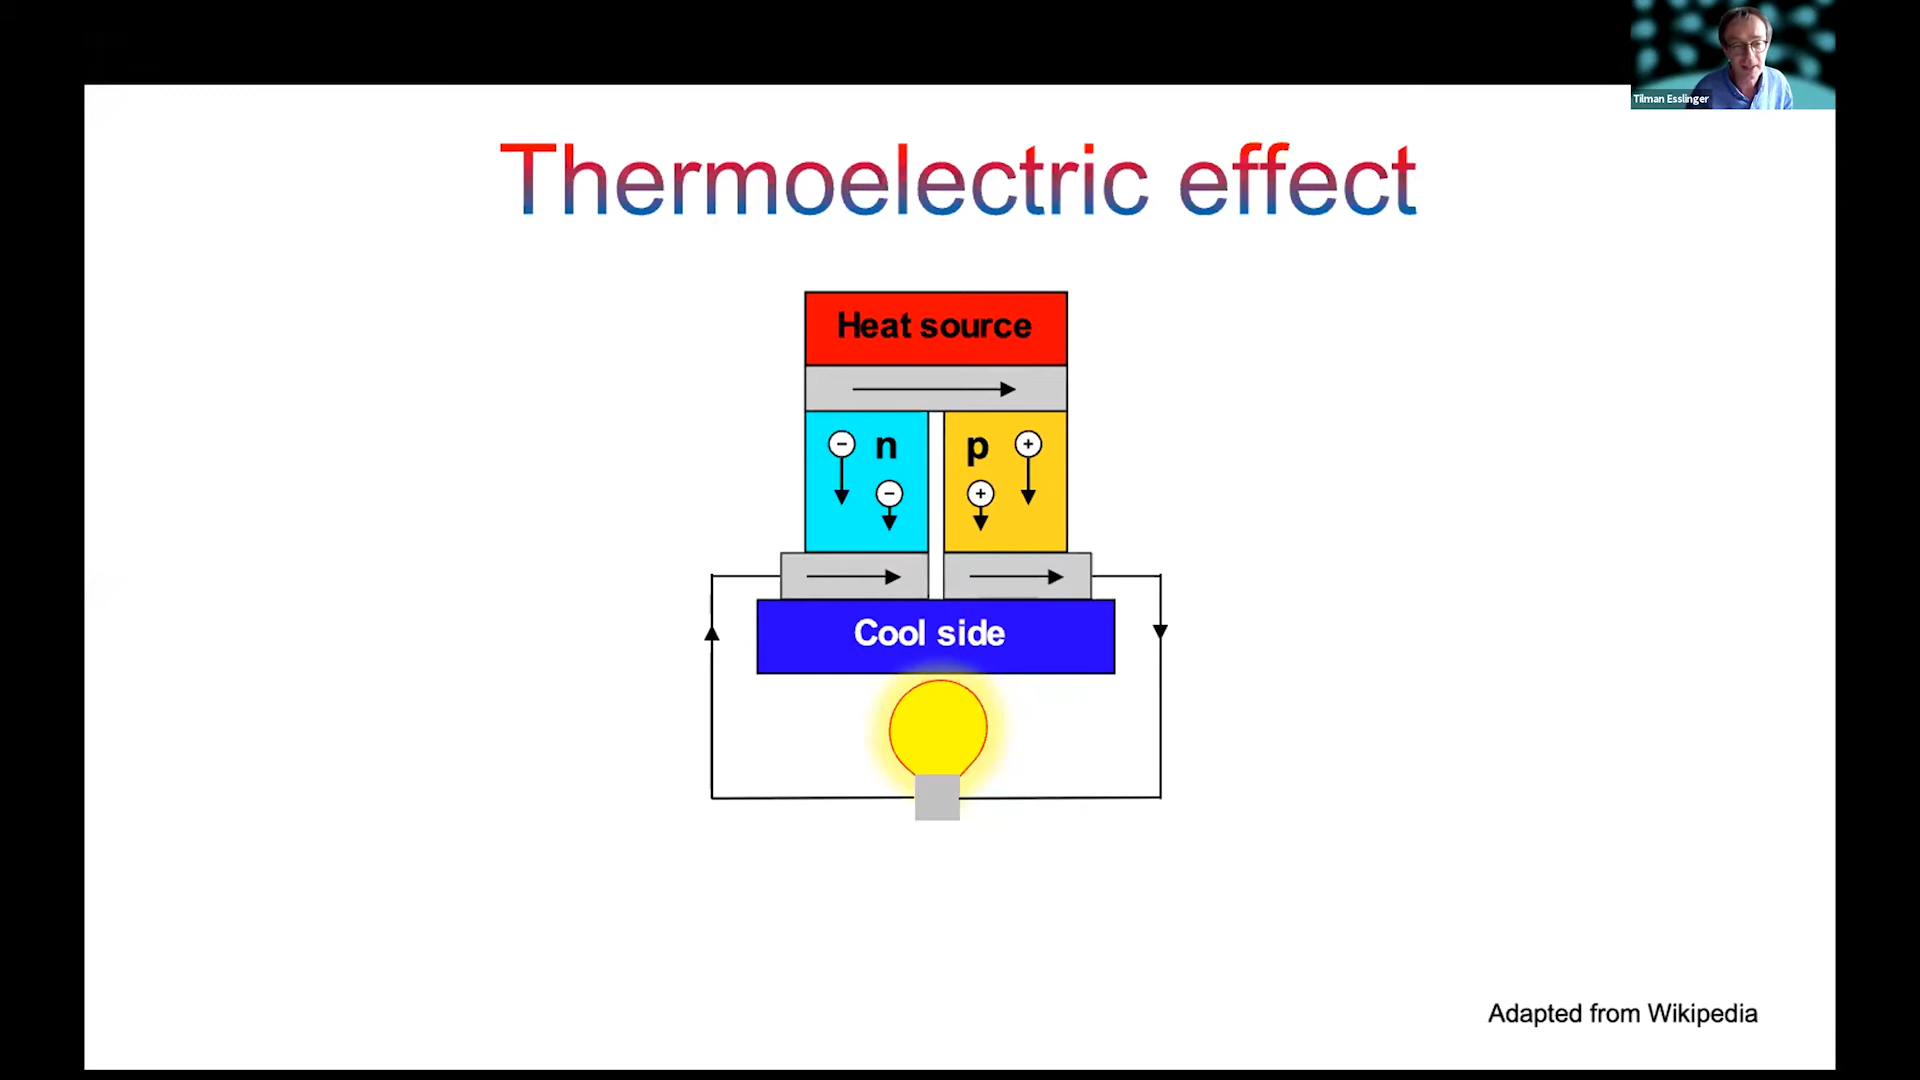 Tilman Esslinger
Thermoelectric effect
Heat source
n p
Cool side
Adapted from Wikipedia